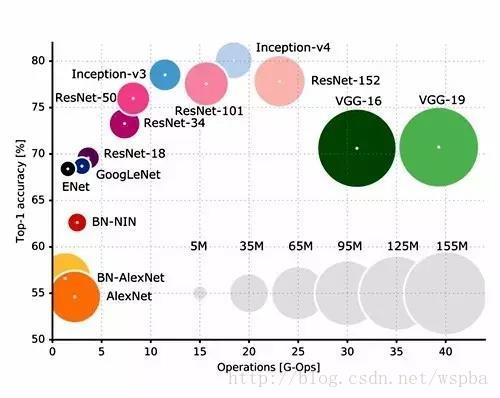 Inception-v4
80
Inception-v3
ResNet-152
ResNet-50
VGG-16
VGG-19
75
ResNet-101
ResNet-34
Top-1 accuracy [%]
70
ResNet-18
GoogLeNet
ENet
65
BN-NIN
60
5M 35M 65M 95M 125M 155M
BN-AlexNet
55
AlexNet
50
0 5 10 15 20 25 30 35 40
Operations [G-Ops]
http://blog.csdn.net/wspba